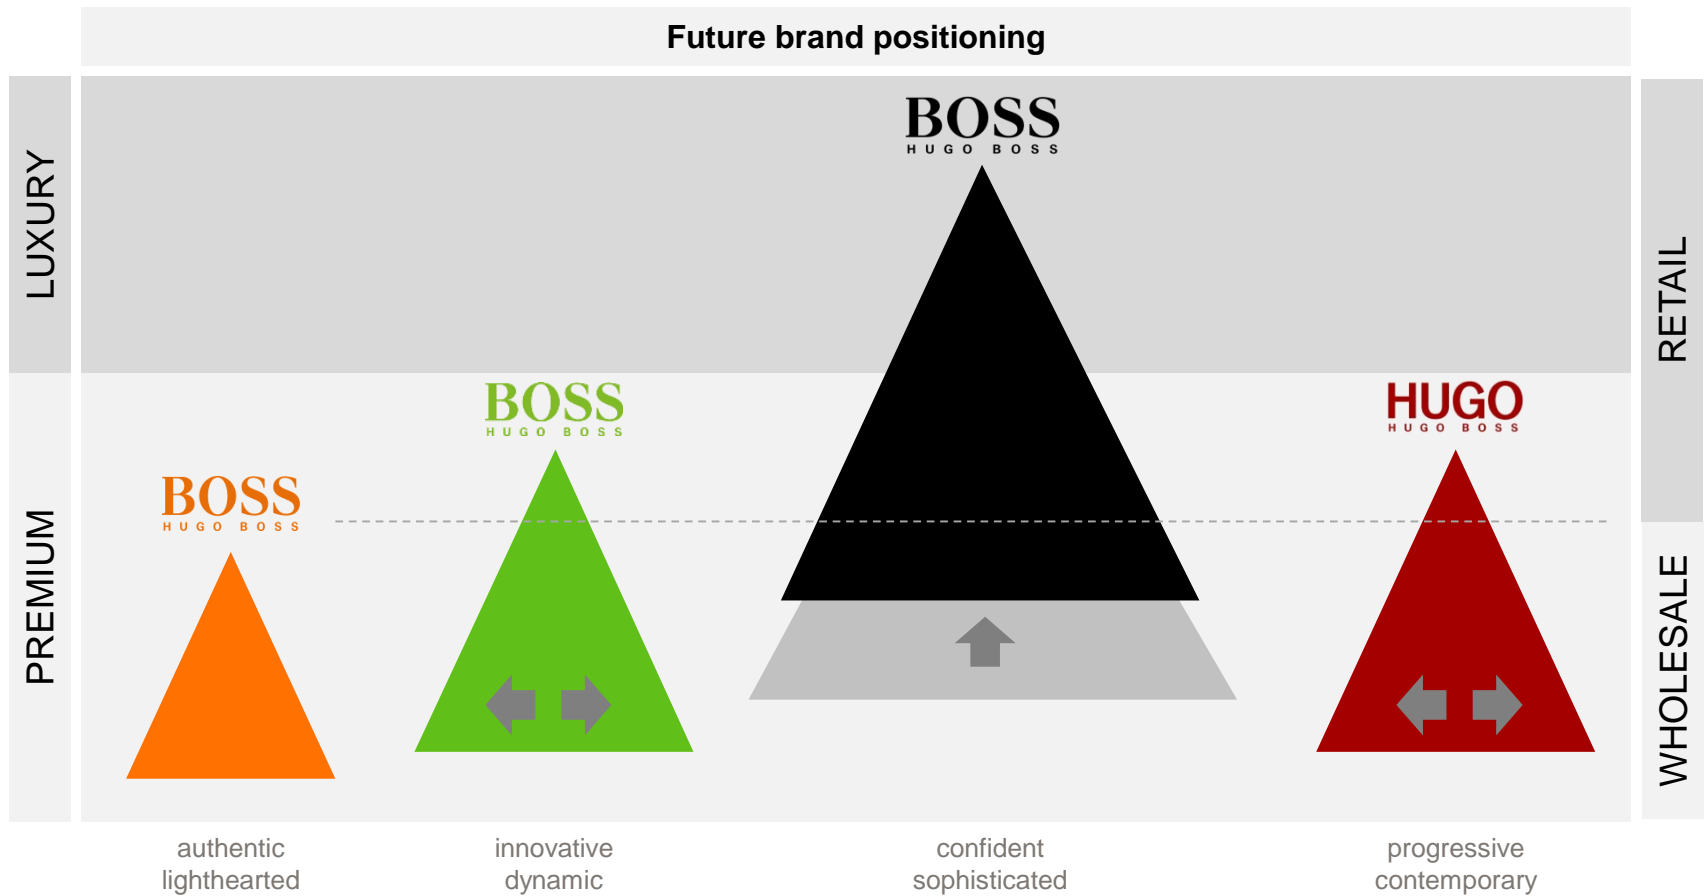 Future brand positioning
LUXURY
PREMIUM
RETAIL
WHOLESALE
BOSS
HUGO BOSS
BOSS
HUGO BOSS
BOSS
HUGO BOSS
HUGO
HUGO BOSS
authentic
lighthearted
innovative
dynamic
confident
sophisticated
progressive
contemporary